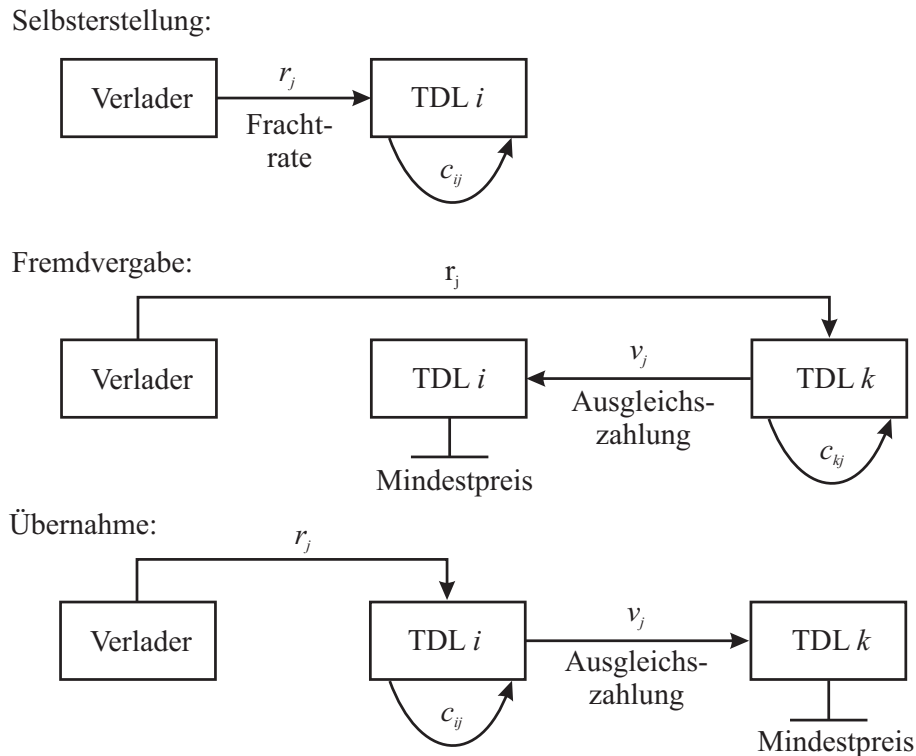 Selbsterstellung:
Verlader
r_j
Fracht-
rate
TDL i
c_ij
Fremdvergabe:
r_j
Verlader
TDL i
v_j
Ausgleichs-
zahlung
TDL k
c_kj
Mindestpreis
Übernahme:
r_j
Verlader
TDL i
v_j
Ausgleichs-
zahlung
TDL k
c_ij
Mindestpreis